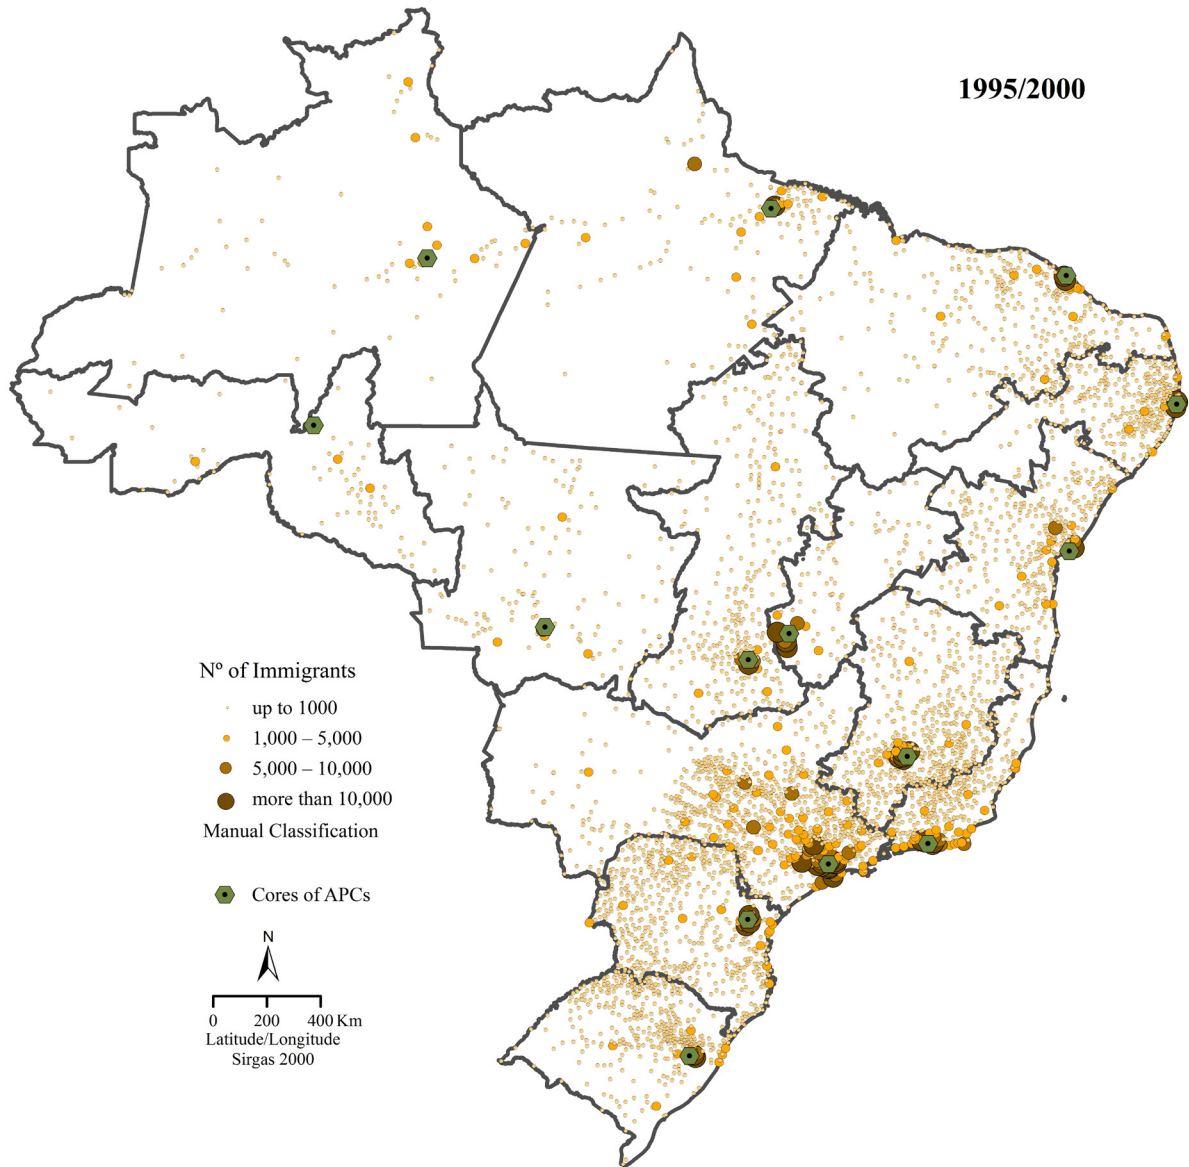 1995/2000
Nº of Immigrants
up to 1000
1,000 – 5,000
5,000 – 10,000
more than 10,000
Manual Classification
Cores of APCs
N
0 200 400 Km
Latitude/Longitude
Sirgas 2000